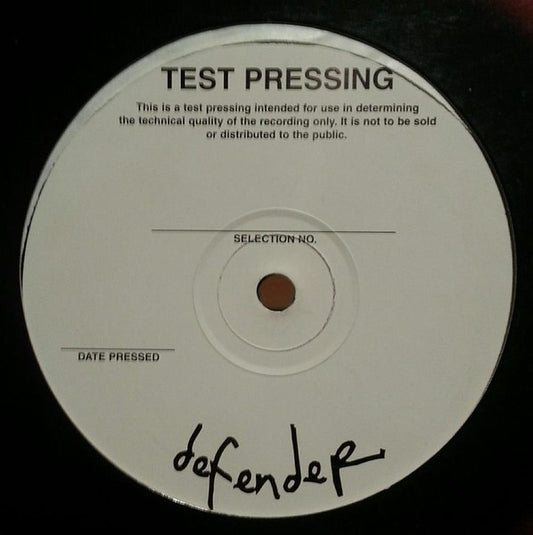 TEST PRESSING
This is a test pressing intended for use in determining
the technical quality of the recording only. It is not to be sold
or distributed to the public.
SELECTION NO.
DATE PRESSED
defender